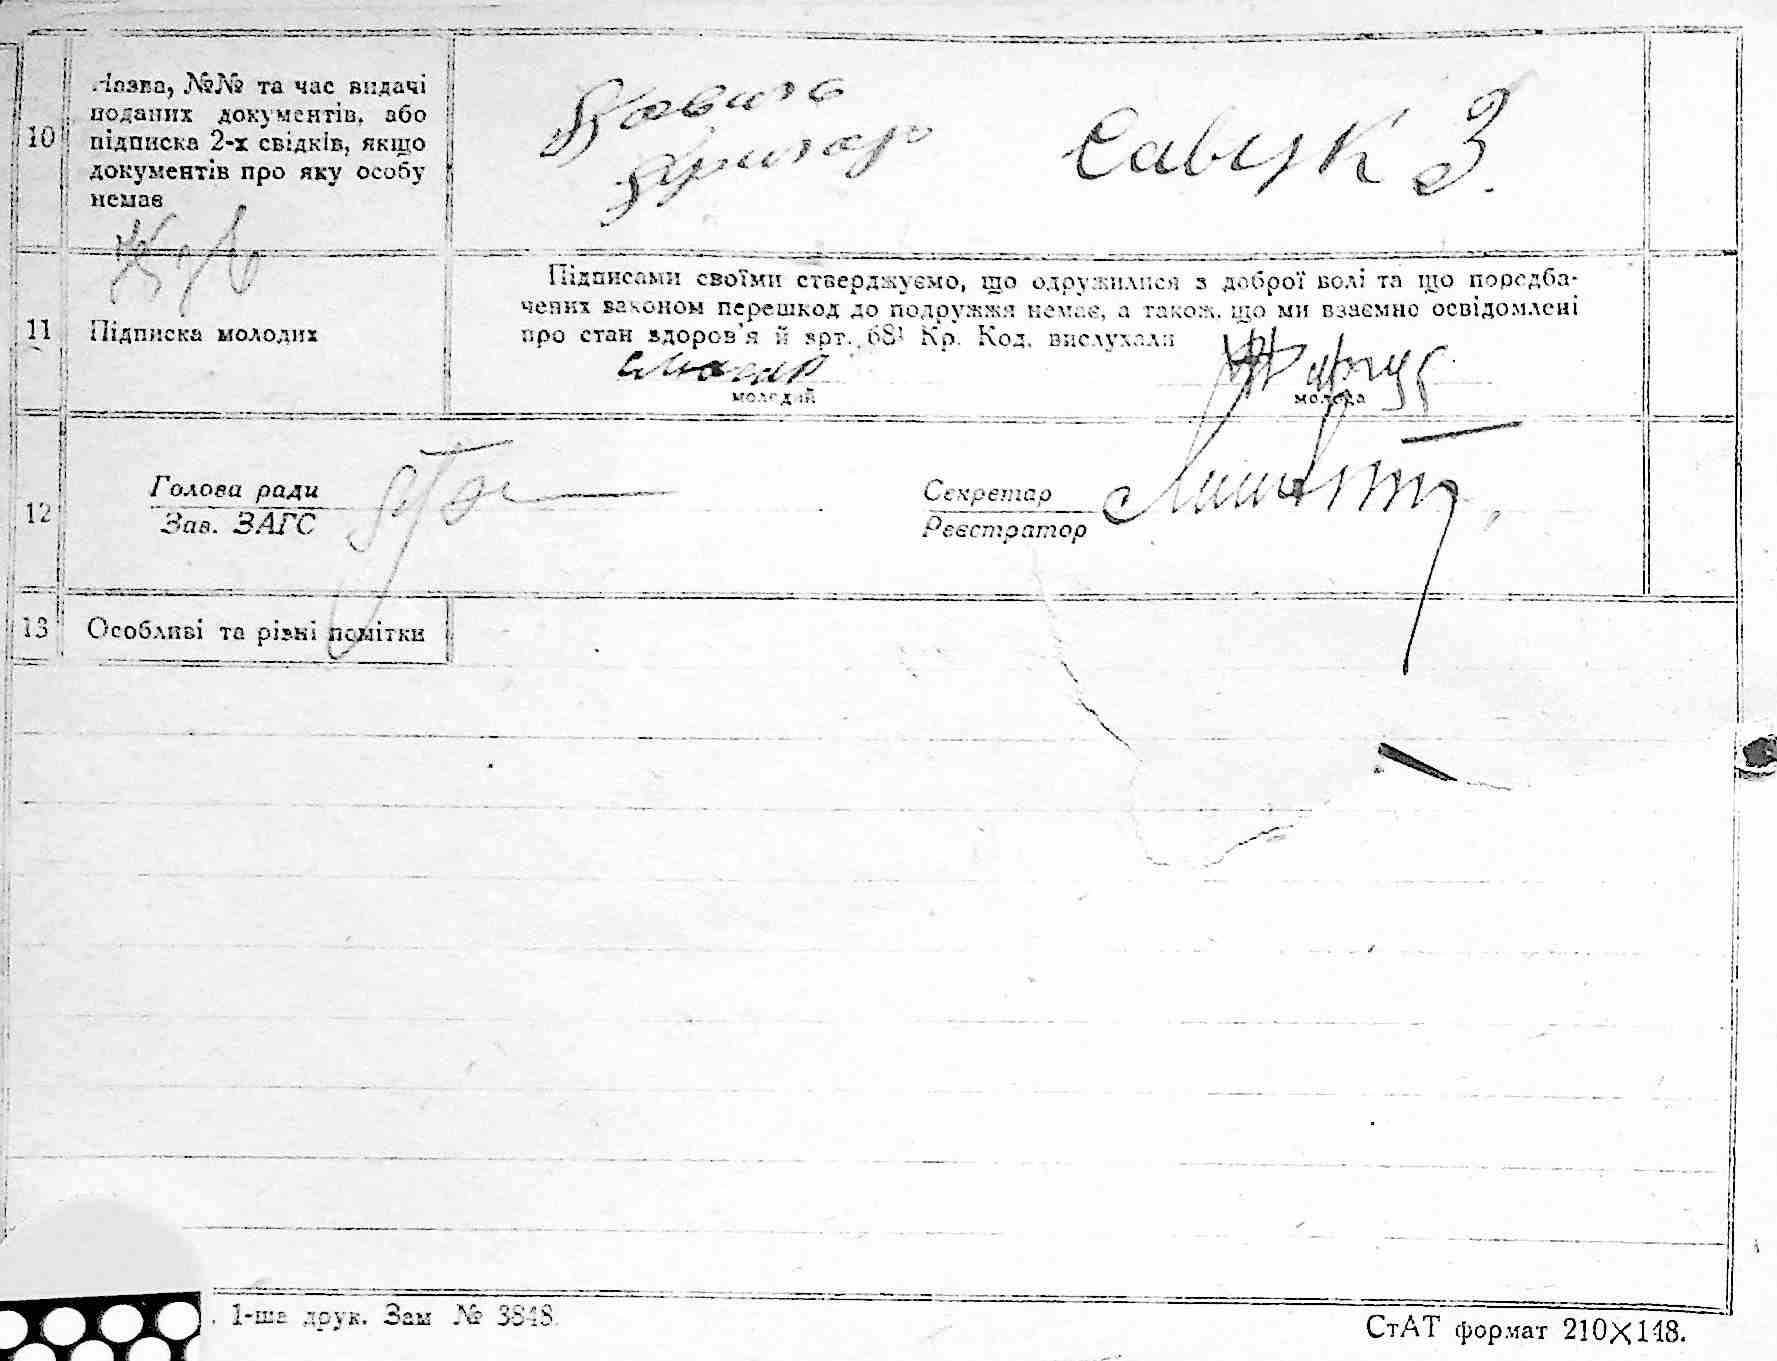 10
Назва, №№ та час видачі
поданих документів, або
підписка 2-х свідків, якщо
документів про яку особу
немає
Савчук З.
11
Підписка молодих
Підписами своїми стверджуємо, що одружилися з доброї волі та що передба-
чених законом перешкод до подружжя немає, а також, що ми взаємно освідомлені
про стан здоров'я й арт. 68¹ Кр. Код. вислухали
молодий
молода
12
Голова ради
Зав. ЗАГС
Секретар
Реєстратор
13
Особливі та різні помітки
. 1-ша друк. Зам № 3848.
СтАТ формат 210×148.